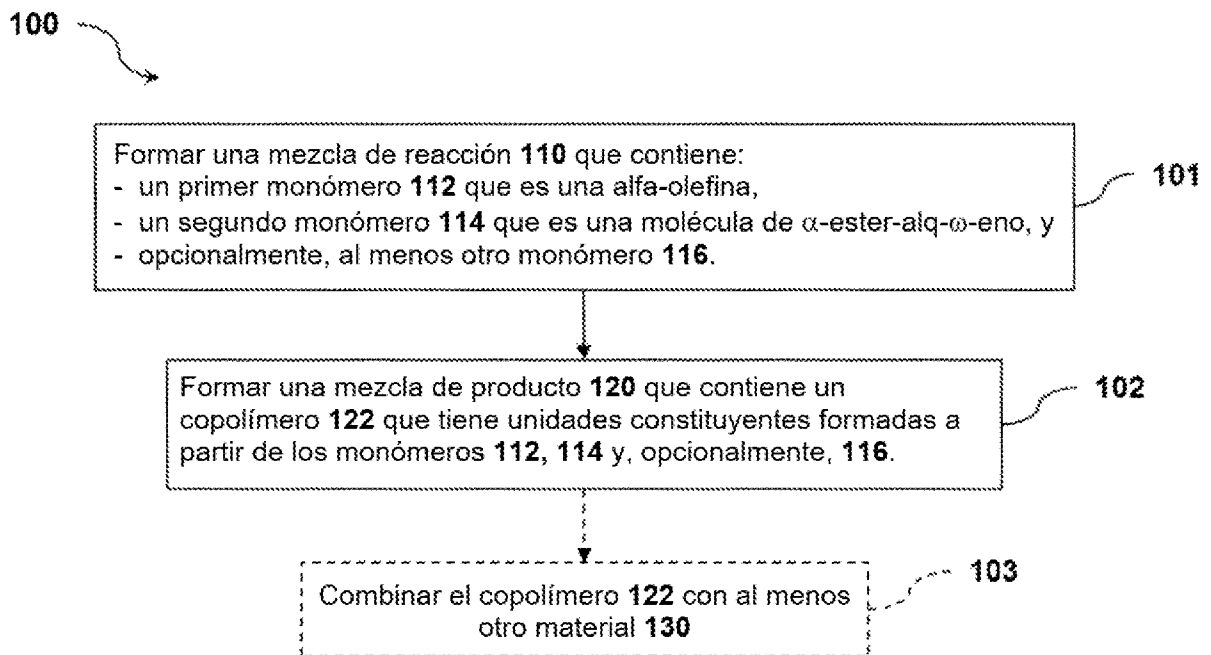 100
Formar una mezcla de reacción 110 que contiene:
- un primer monómero 112 que es una alfa-olefina,
- un segundo monómero 114 que es una molécula de α-ester-alq-ω-eno, y
- opcionalmente, al menos otro monómero 116.
101
Formar una mezcla de producto 120 que contiene un
copolímero 122 que tiene unidades constituyentes formadas a
partir de los monómeros 112, 114 y, opcionalmente, 116.
102
Combinar el copolímero 122 con al menos
otro material 130
103